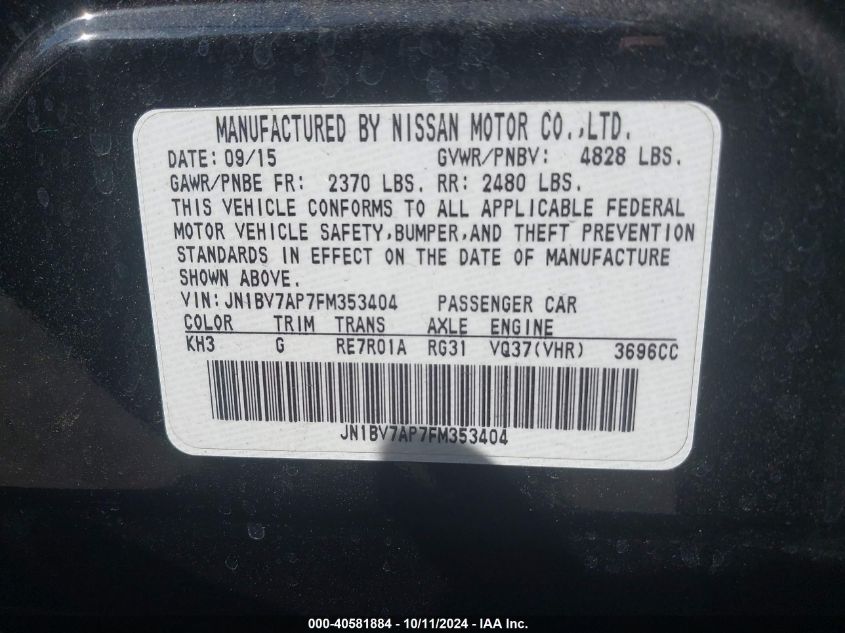 MANUFACTURED BY NISSAN MOTOR CO.,LTD.
DATE: 09/15 GVWR/PNBV: 4828 LBS.
GAWR/PNBE FR: 2370 LBS. RR: 2480 LBS.
THIS VEHICLE CONFORMS TO ALL APPLICABLE FEDERAL
MOTOR VEHICLE SAFETY,BUMPER,AND THEFT PREVENTION
STANDARDS IN EFFECT ON THE DATE OF MANUFACTURE
SHOWN ABOVE.
VIN: JN1BV7AP7FM353404 PASSENGER CAR
COLOR TRIM TRANS AXLE ENGINE
KH3 G RE7R01A RG31 VQ37(VHR) 3696CC
JN1BV7AP7FM353404
000-40581884 - 10/11/2024 - IAA Inc.